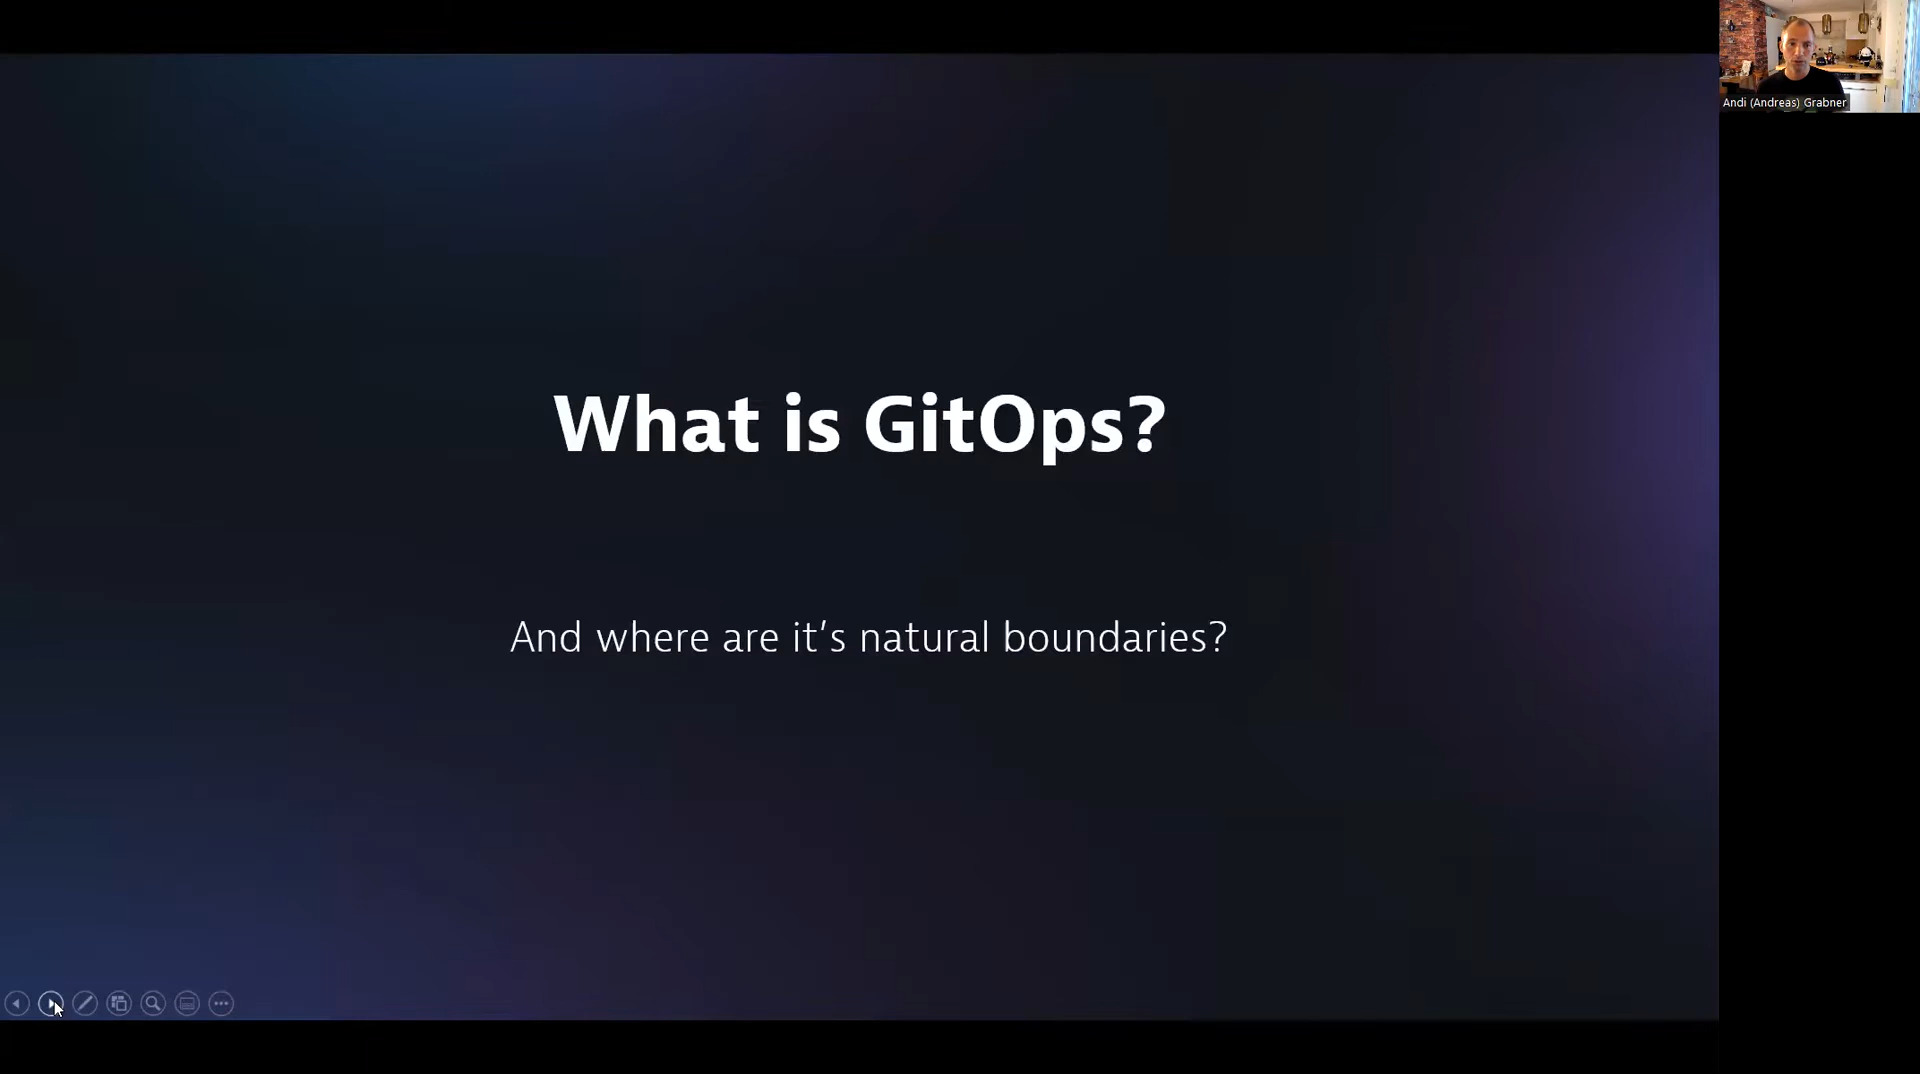 What is GitOps?
And where are it’s natural boundaries?
Andi (Andreas) Grabner